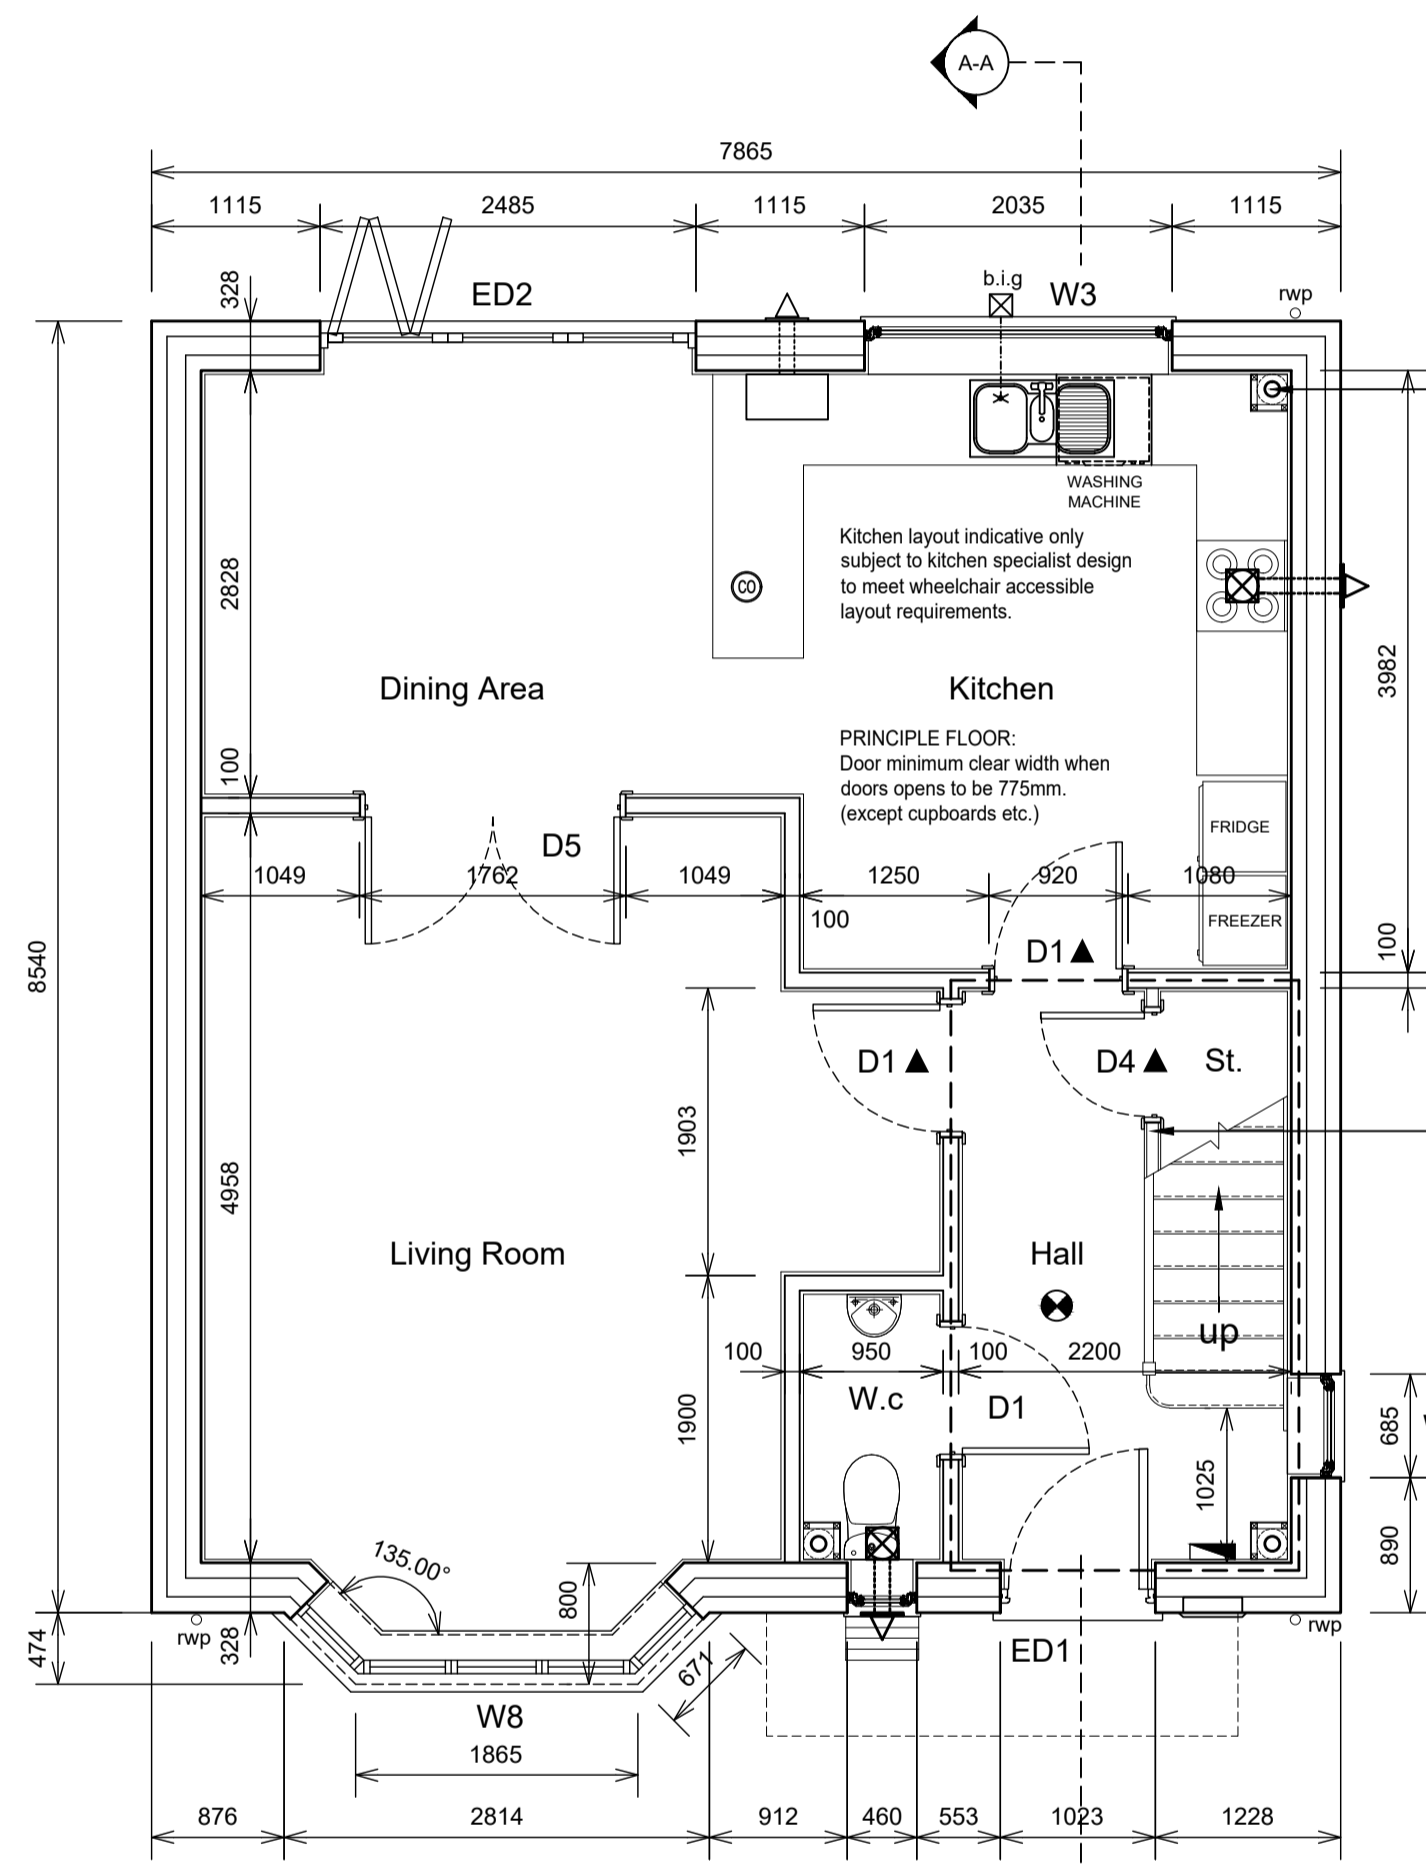 A-A
7865
1115 2485 1115 2035 1115
328
ED2
b.i.g
W3
rwp
WASHING
MACHINE
Kitchen layout indicative only
subject to kitchen specialist design
to meet wheelchair accessible
layout requirements.
CO
2828
3982
Dining Area
Kitchen
PRINCIPLE FLOOR:
Door minimum clear width when
doors opens to be 775mm.
(except cupboards etc.)
100
FRIDGE
D5
1049 1762 1049 1250 920 1080
100
FREEZER
8540
100
D1
D1
D4
St.
1903
4958
Living Room
Hall
up
100 950 100 2200
W.c
D1
1900
685
1025
890
135.00°
800
rwp
474
328
671
ED1
rwp
W8
1865
876 2814 912 460 553 1023 1228